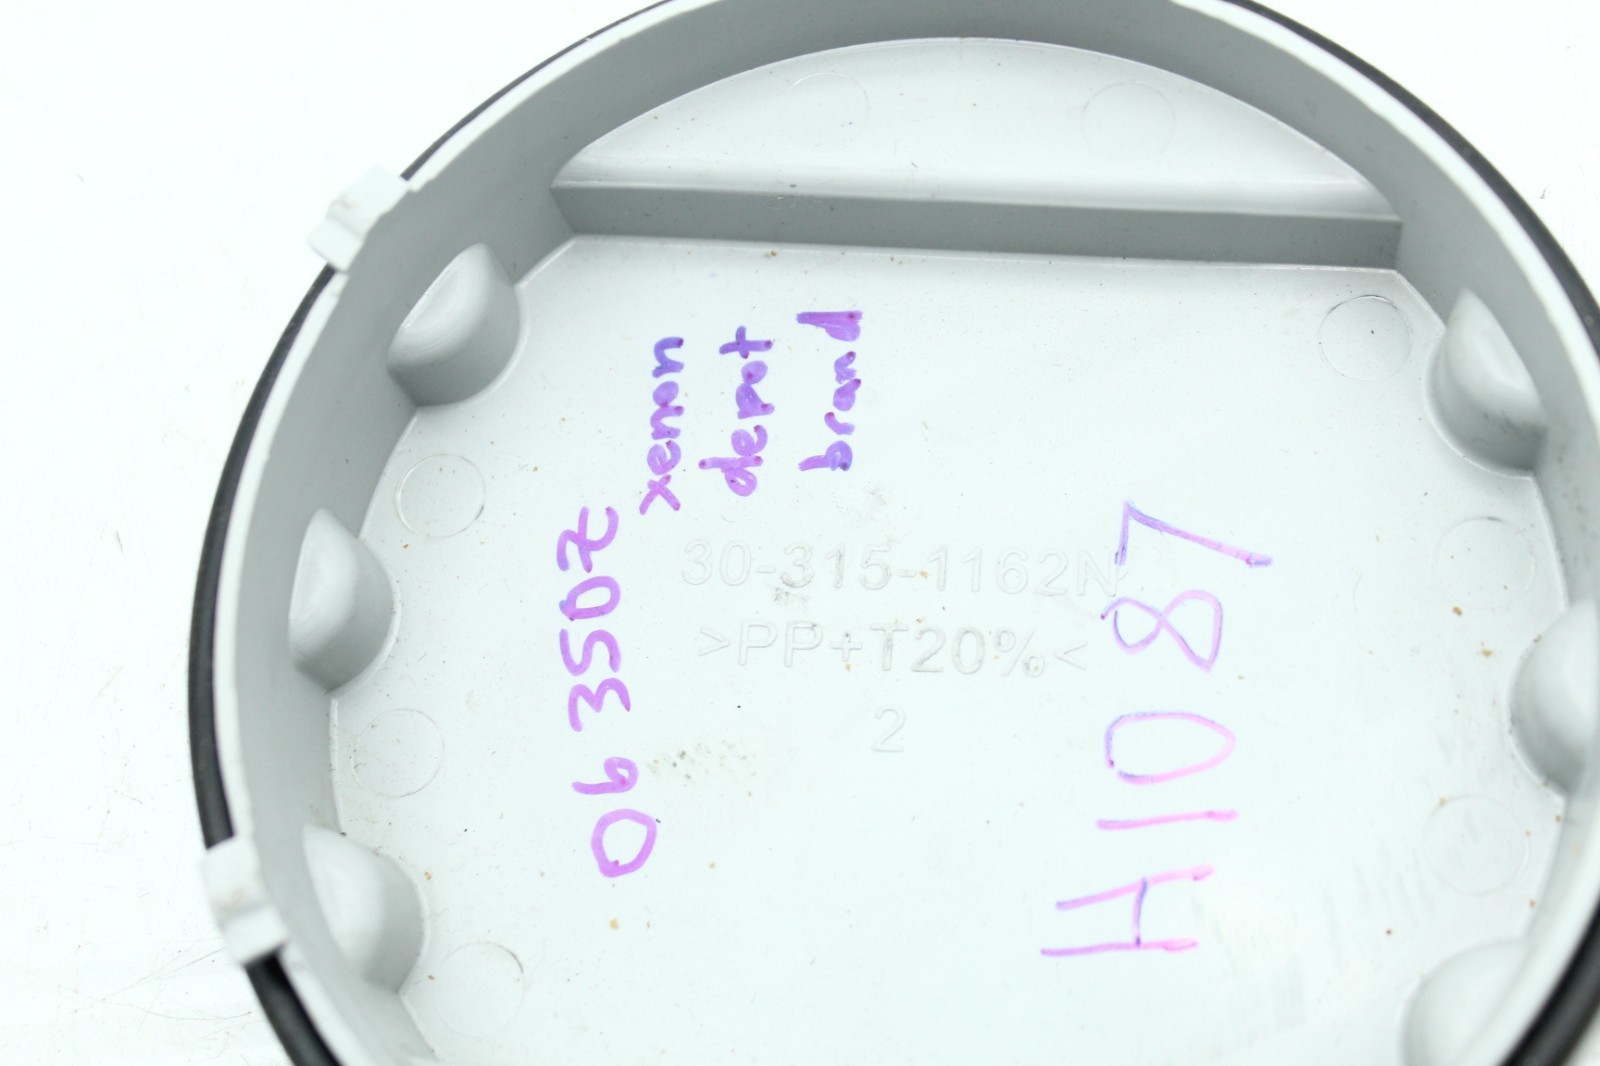 06 350Z
xenon
depot
brand
30-315-1162N
>PP+T20%<
2
H1087